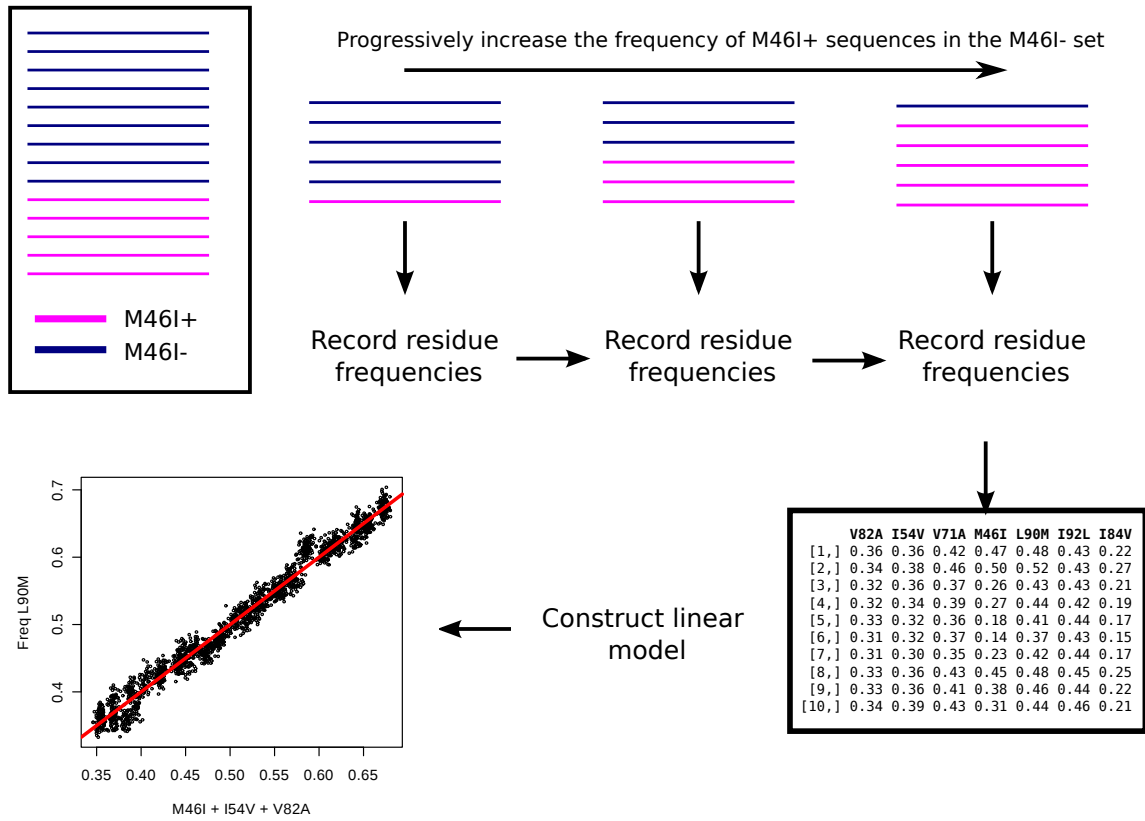 Progressively increase the frequency of M46I+ sequences in the M46I- set
M46I+
M46I-
Record residue
frequencies
Record residue
frequencies
Record residue
frequencies
V82A I54V V71A M46I L90M I92L I84V
[1,] 0.36 0.36 0.42 0.47 0.48 0.43 0.22
[2,] 0.34 0.38 0.46 0.50 0.52 0.43 0.27
[3,] 0.32 0.36 0.37 0.26 0.43 0.43 0.21
[4,] 0.32 0.34 0.39 0.27 0.44 0.42 0.19
[5,] 0.33 0.32 0.36 0.18 0.41 0.44 0.17
[6,] 0.31 0.32 0.37 0.14 0.37 0.43 0.15
[7,] 0.31 0.30 0.35 0.23 0.42 0.44 0.17
[8,] 0.33 0.36 0.43 0.45 0.48 0.45 0.25
[9,] 0.33 0.36 0.41 0.38 0.46 0.44 0.22
[10,] 0.34 0.39 0.43 0.31 0.44 0.46 0.21
Construct linear
model
Freq L90M
0.7
0.6
0.5
0.4
0.35 0.40 0.45 0.50 0.55 0.60 0.65
M46I + I54V + V82A